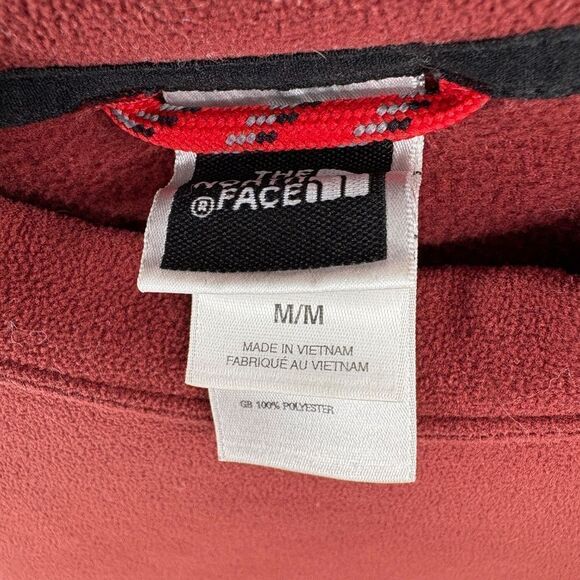 THE
NORTH
® FACE
M/M
MADE IN VIETNAM
FABRIQUÉ AU VIETNAM
GB 100% POLYESTER